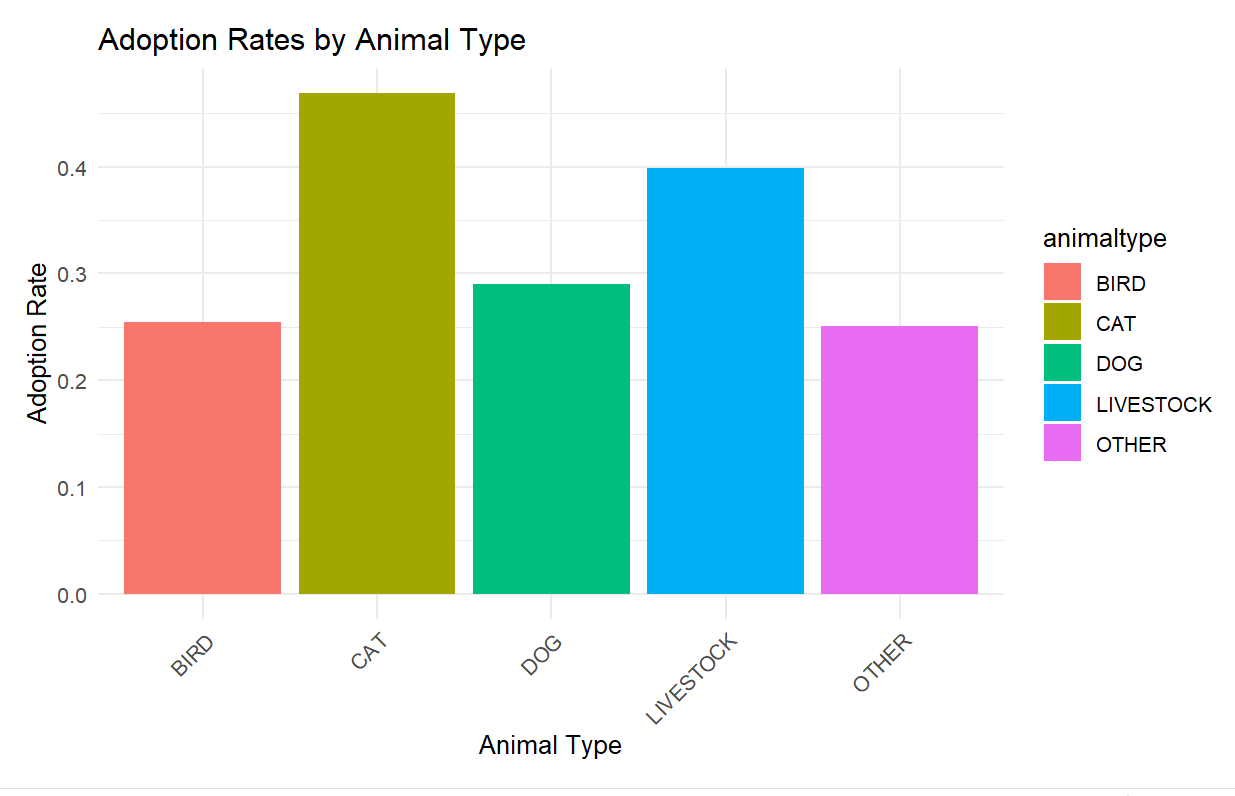 Adoption Rates by Animal Type
Adoption Rate
0.4
0.3
0.2
0.1
0.0
BIRD
CAT
DOG
LIVESTOCK
OTHER
Animal Type
animaltype
BIRD
CAT
DOG
LIVESTOCK
OTHER